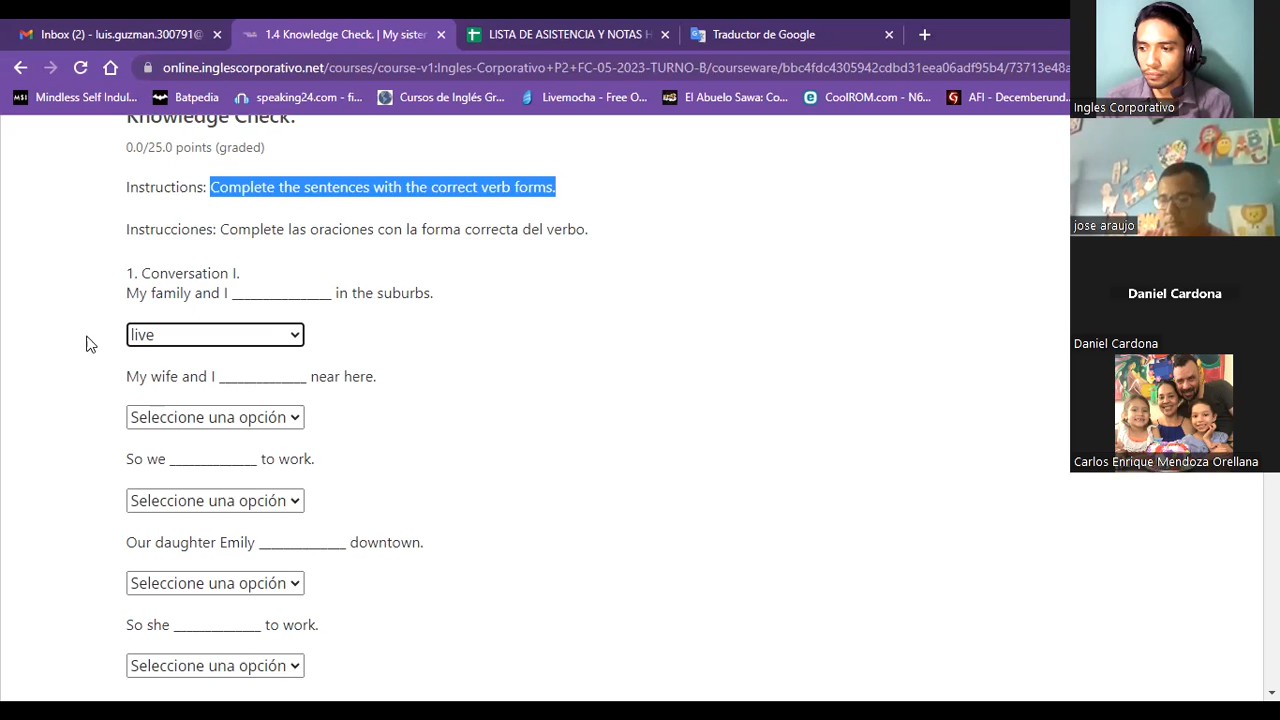 Inbox (2) - luis.guzman.300791@
1.4 Knowledge Check. | My sister
LISTA DE ASISTENCIA Y NOTAS H
Traductor de Google
online.inglescorporativo.net/courses/course-v1:Ingles-Corporativo+P2+FC-05-2023-TURNO-B/courseware/bbc4fdc4305942cdbd31eea06adf95b4/73713e48a
Mindless Self Indul...
Batpedia
speaking24.com - fi...
Cursos de Inglés Gr...
Livemocha - Free O...
El Abuelo Sawa: Co...
CoolROM.com - N6...
AFI - Decemberund.
Knowledge Check.
0.0/25.0 points (graded)
Instructions: Complete the sentences with the correct verb forms.
Instrucciones: Complete las oraciones con la forma correcta del verbo.
1. Conversation I.
My family and I _______________ in the suburbs.
live
My wife and I _____________ near here.
Seleccione una opción
So we _____________ to work.
Seleccione una opción
Our daughter Emily _____________ downtown.
Seleccione una opción
So she _____________ to work.
Seleccione una opción
Ingles Corporativo
jose araujo
Daniel Cardona
Daniel Cardona
Carlos Enrique Mendoza Orellana